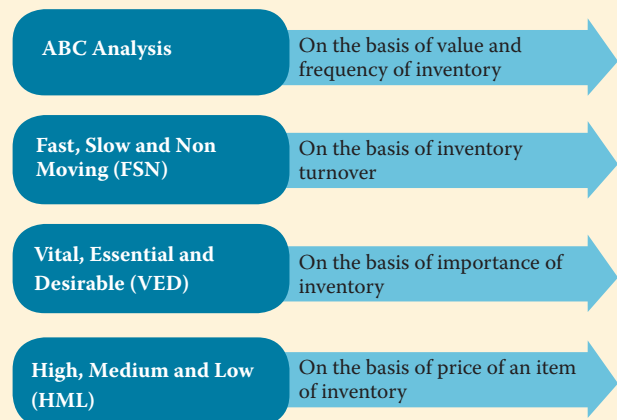 ABC Analysis
On the basis of value and
frequency of inventory
Fast, Slow and Non
Moving (FSN)
On the basis of inventory
turnover
Vital, Essential and
Desirable (VED)
On the basis of importance of
inventory
High, Medium and Low
(HML)
On the basis of price of an item
of inventory